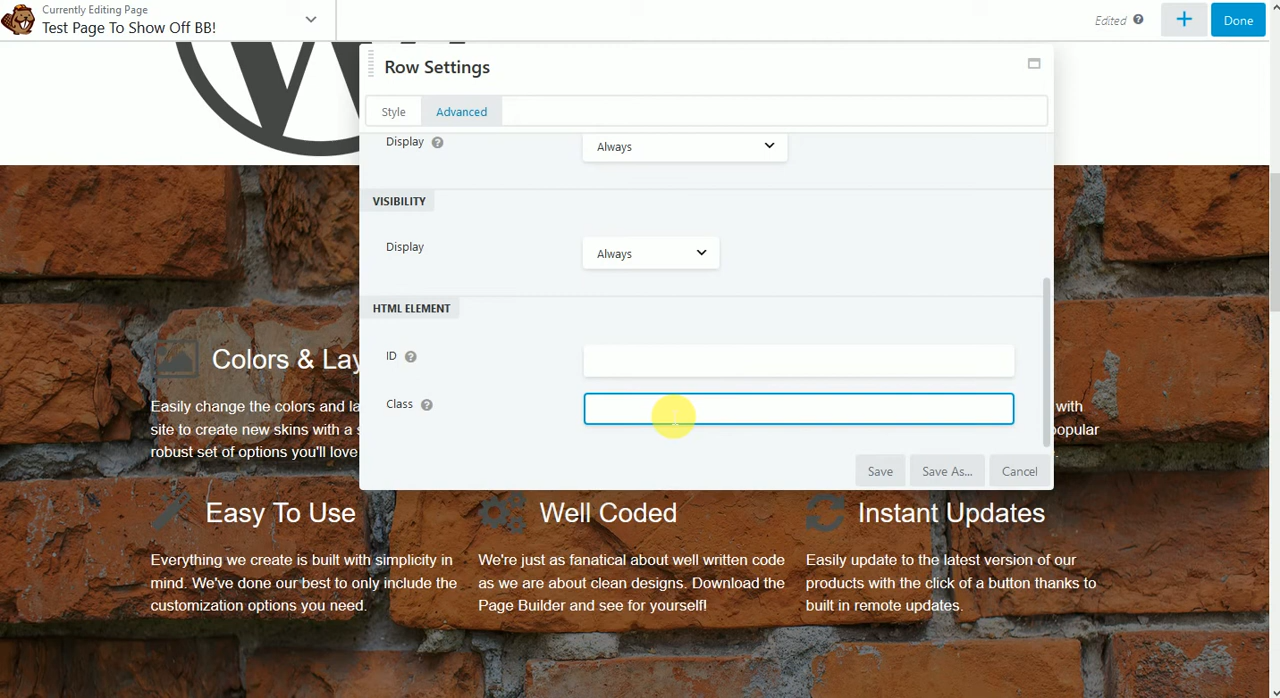 Currently Editing Page
Test Page To Show Off BB!
Edited
+
Done
Row Settings
Style
Advanced
Display
Always
VISIBILITY
Display
Always
HTML ELEMENT
ID
Class
Save
Save As...
Cancel
Colors & Lay
Easily change the colors and la
site to create new skins with a s
robust set of options you'll love
with
popular
Easy To Use
Everything we create is built with simplicity in
mind. We've done our best to only include the
customization options you need.
Well Coded
We're just as fanatical about well written code
as we are about clean designs. Download the
Page Builder and see for yourself!
Instant Updates
Easily update to the latest version of our
products with the click of a button thanks to
built in remote updates.